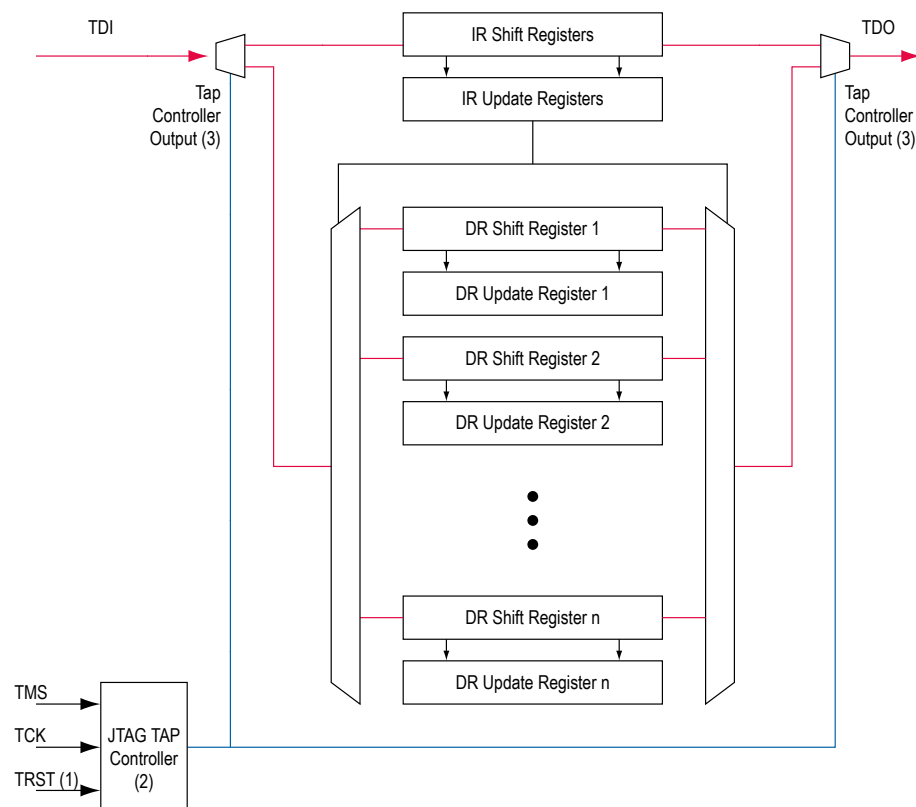 TDI
IR Shift Registers
TDO
IR Update Registers
Tap
Controller
Output (3)
Tap
Controller
Output (3)
DR Shift Register 1
DR Update Register 1
DR Shift Register 2
DR Update Register 2
DR Shift Register n
DR Update Register n
TMS
TCK
TRST (1)
JTAG TAP
Controller
(2)